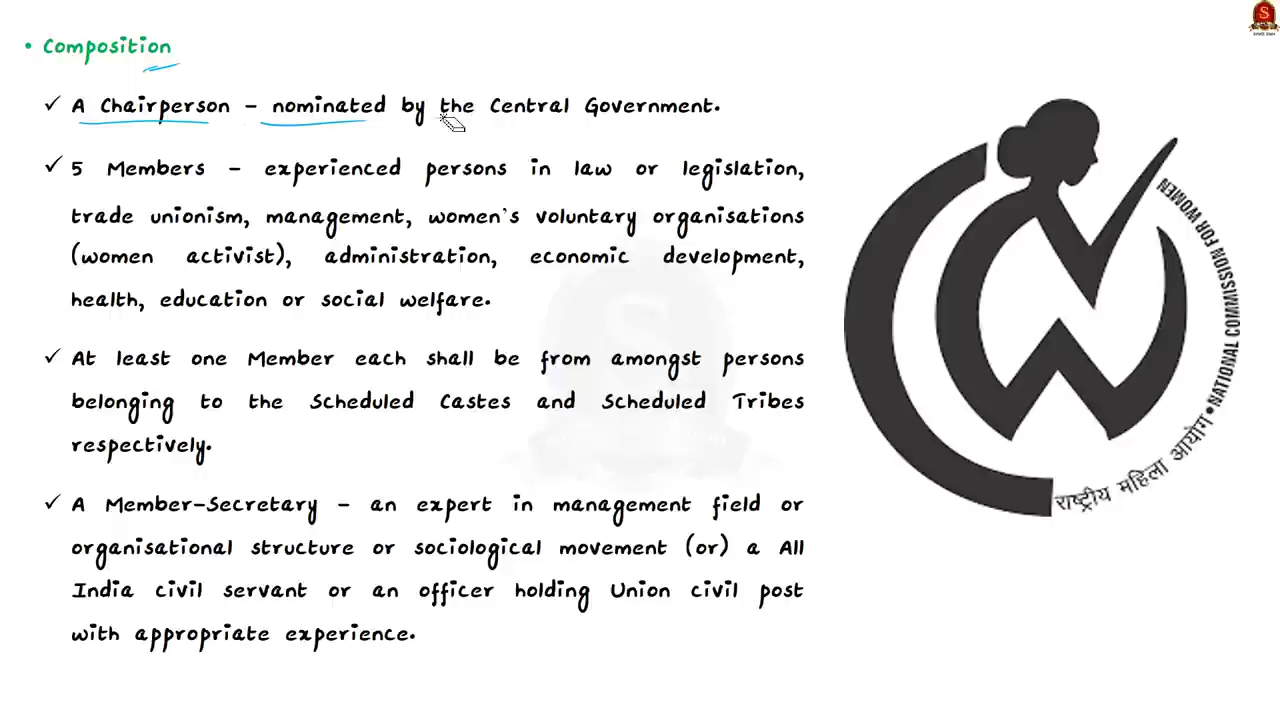 • Composition
✓ A Chairperson – nominated by the Central Government.
✓ 5 Members – experienced persons in law or legislation,
trade unionism, management, women's voluntary organisations
(women activist), administration, economic development,
health, education or social welfare.
✓ At least one Member each shall be from amongst persons
belonging to the Scheduled Castes and Scheduled Tribes
respectively.
✓ A Member-Secretary – an expert in management field or
organisational structure or sociological movement (or) a All
India civil servant or an officer holding Union civil post
with appropriate experience.
राष्ट्रीय महिला आयोग • NATIONAL COMMISSION FOR WOMEN
S